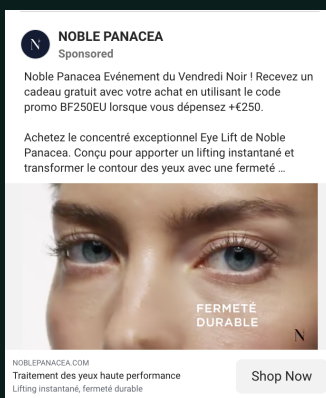 NOBLE PANACEA
Sponsored
Noble Panacea Evénement du Vendredi Noir ! Recevez un
cadeau gratuit avec votre achat en utilisant le code
promo BF250EU lorsque vous dépensez +€250.
Achetez le concentré exceptionnel Eye Lift de Noble
Panacea. Conçu pour apporter un lifting instantané et
transformer le contour des yeux avec une fermeté ...
FERMETÉ
DURABLE
N
NOBLEPANACEA.COM
Traitement des yeux haute performance
Lifting instantané, fermeté durable
Shop Now